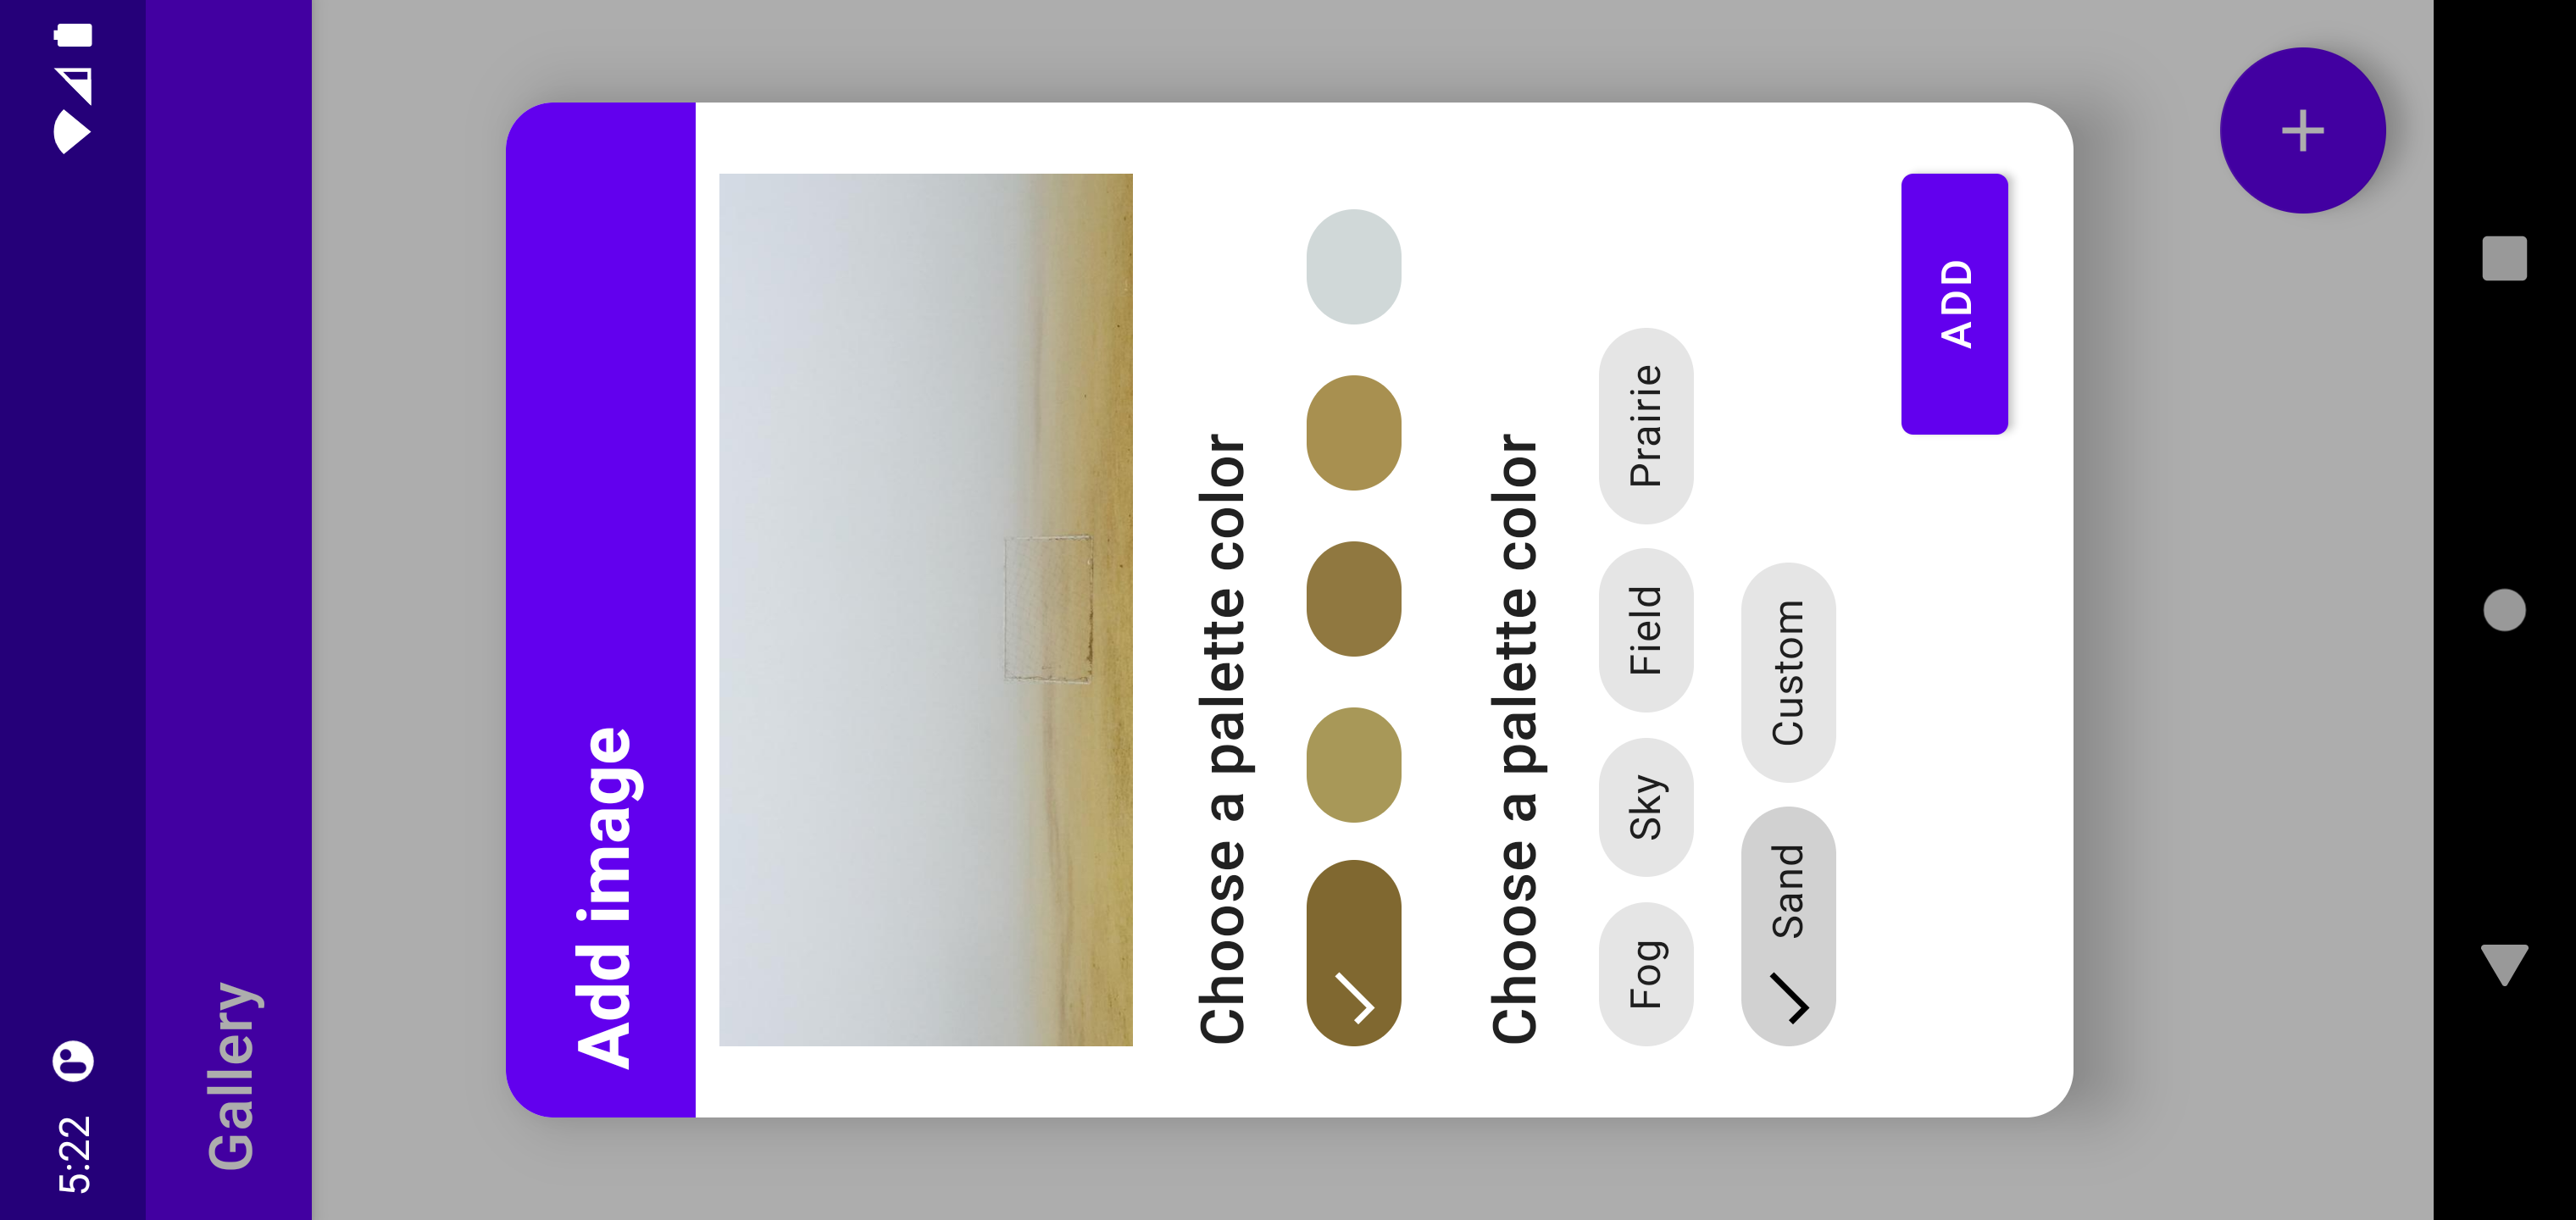 5:22
Gallery
Add image
Choose a palette color
Choose a palette color
Fog Sky Field Prairie
Sand Custom
ADD